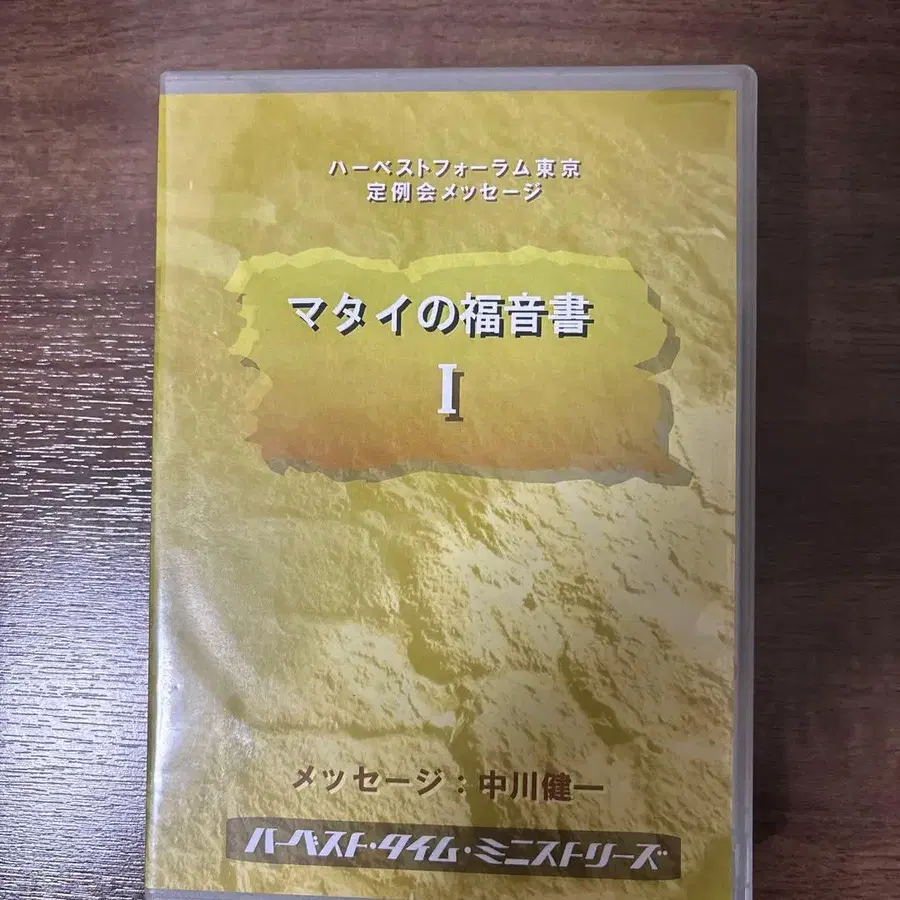 ハーベストフォーラム東京
定例会メッセージ
マタイの福音書
I
メッセージ：中川健一
ハーベスト・タイム・ミニストリーズ